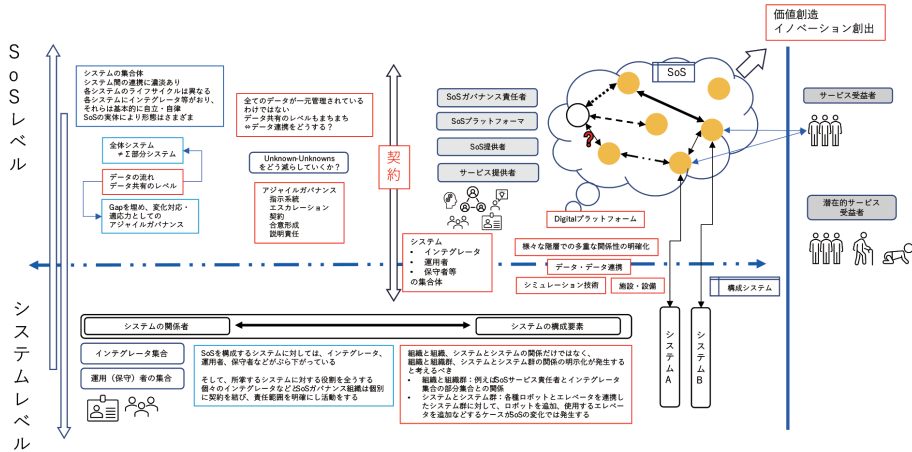 SoSレベル
システムレベル
システムの集合体
システム間の連携に濃淡あり
各システムのライフサイクルは異なる
各システムにインテグレータ等がおり、
それらは基本的に自立・自律
SoSの実体により形態はさまざま
全体システム
≠Σ部分システム
データの流れ
データ共有のレベル
Gapを埋め、変化対応・
適応力としての
アジャイルガバナンス
全てのデータが一元管理されている
わけではない
データ共有のレベルもまちまち
⇔データ連携をどうする？
Unknown-Unknowns
をどう減らしていくか？
アジャイルガバナンス
指示系統
エスカレーション
契約
合意形成
説明責任
契約
システム
• インテグレータ
• 運用者
• 保守者等
の集合体
SoSガバナンス責任者
SoSプラットフォーマ
SoS提供者
サービス提供者
SoS
?
Digitalプラットフォーム
様々な階層での多重な関係性の明確化
データ・データ連携
シミュレーション技術
施設・設備
構成システム
価値創造
イノベーション創出
サービス受益者
潜在的サービス
受益者
システムの関係者
システムの構成要素
インテグレータ集合
運用（保守）者の集合
SoSを構成するシステムに対しては、インテグレータ、
運用者、保守者などがぶら下がっている
そして、所掌するシステムに対する役割を全うする
個々のインテグレータなどとSoSガバナンス組織は個別
に契約を結び、責任範囲を明確にし活動をする
組織と組織、システムとシステムの関係だけではなく、
組織と組織群、システムとシステム群の関係の明示化が発生する
と考えるべき
• 組織と組織群：例えばSoSサービス責任者とインテグレータ
集合の部分集合との関係
• システムとシステム群：各種ロボットとエレベータを連携し
たシステム群に対して、ロボットを追加、使用するエレベー
タを追加などするケースがSoSの変化では発生する
システムA
システムB